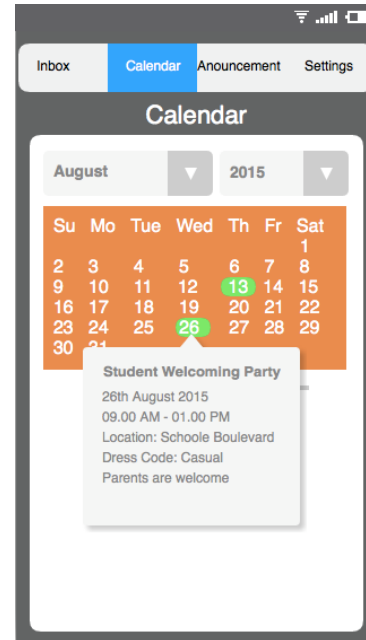 Inbox Calendar Anouncement Settings
Calendar
August 2015
Su Mo Tue Wed Th Fr Sat
1
2 3 4 5 6 7 8
9 10 11 12 13 14 15
16 17 18 19 20 21 22
23 24 25 26 27 28 29
30 31
Student Welcoming Party
26th August 2015
09.00 AM - 01.00 PM
Location: Schoole Boulevard
Dress Code: Casual
Parents are welcome